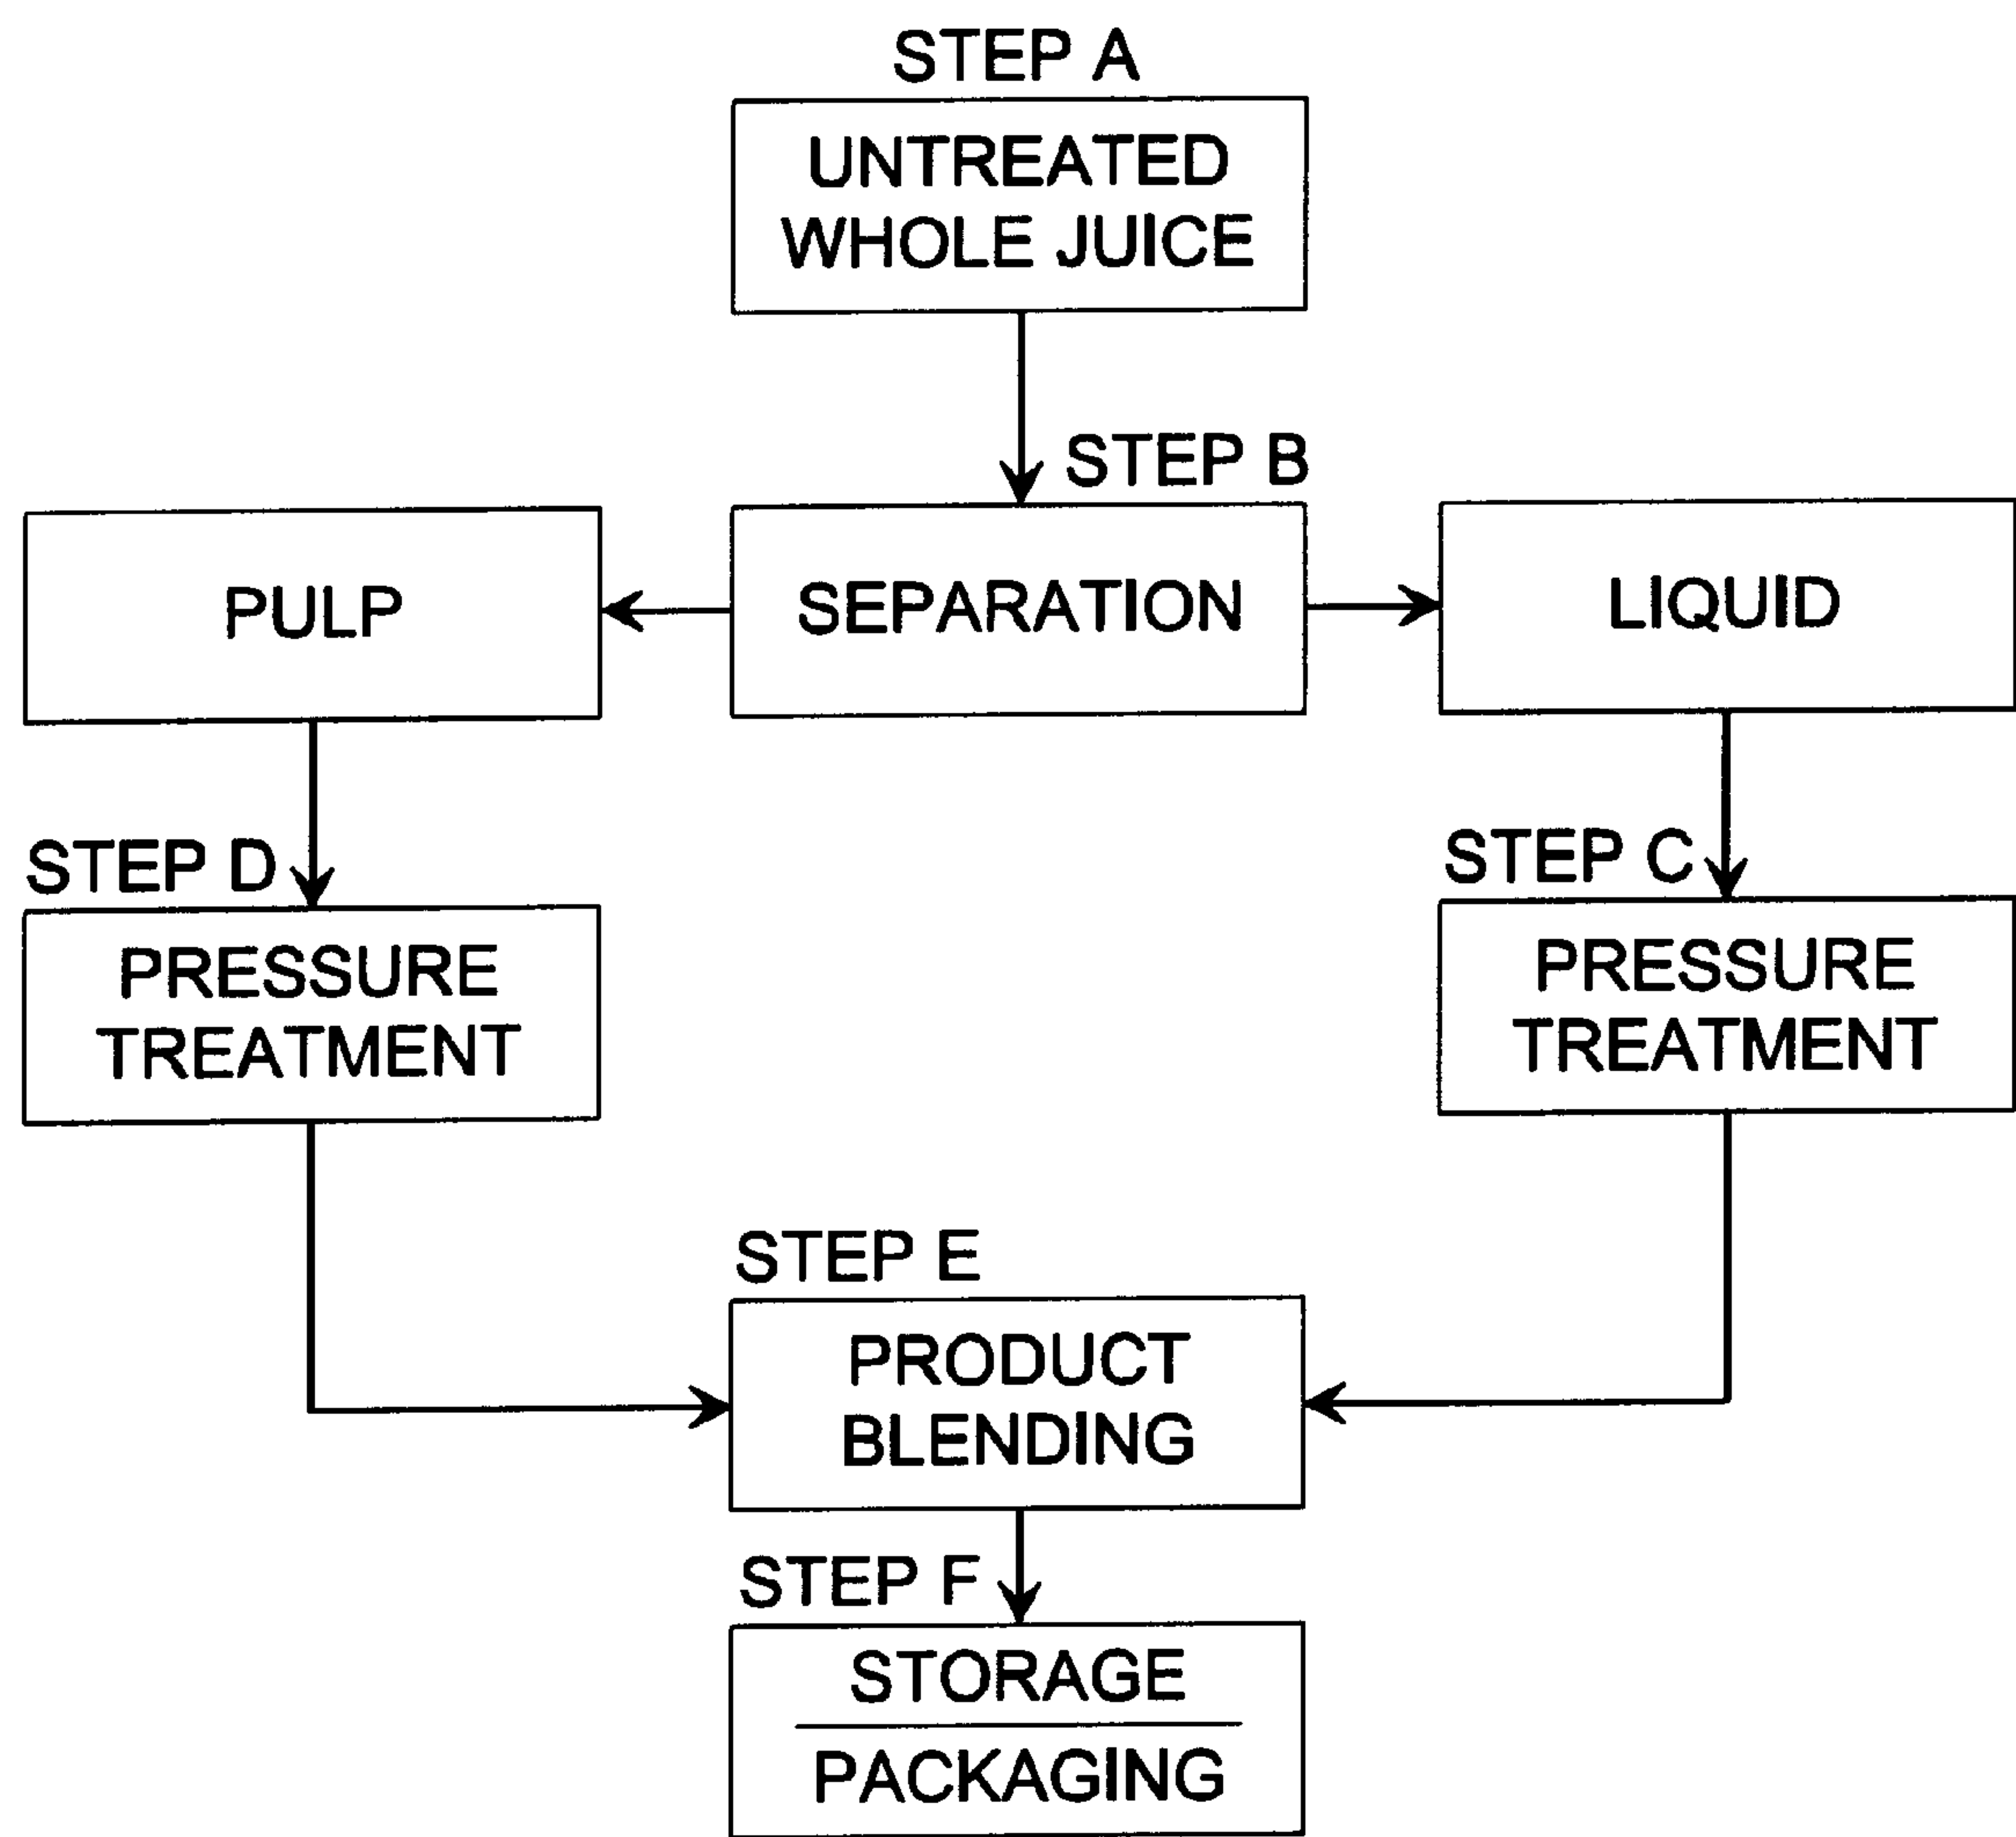 STEP A
UNTREATED
WHOLE JUICE
STEP B
PULP
SEPARATION
LIQUID
STEP D
PRESSURE
TREATMENT
STEP C
PRESSURE
TREATMENT
STEP E
PRODUCT
BLENDING
STEP F
STORAGE
PACKAGING